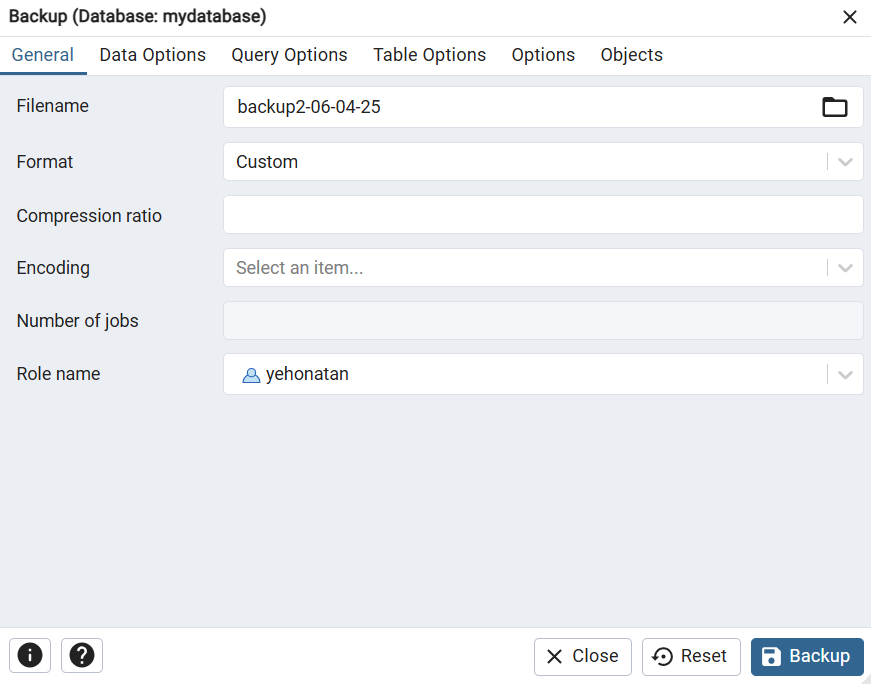 Backup (Database: mydatabase)
General Data Options Query Options Table Options Options Objects
Filename backup2-06-04-25
Format Custom
Compression ratio
Encoding Select an item...
Number of jobs
Role name yehonatan
Close Reset Backup